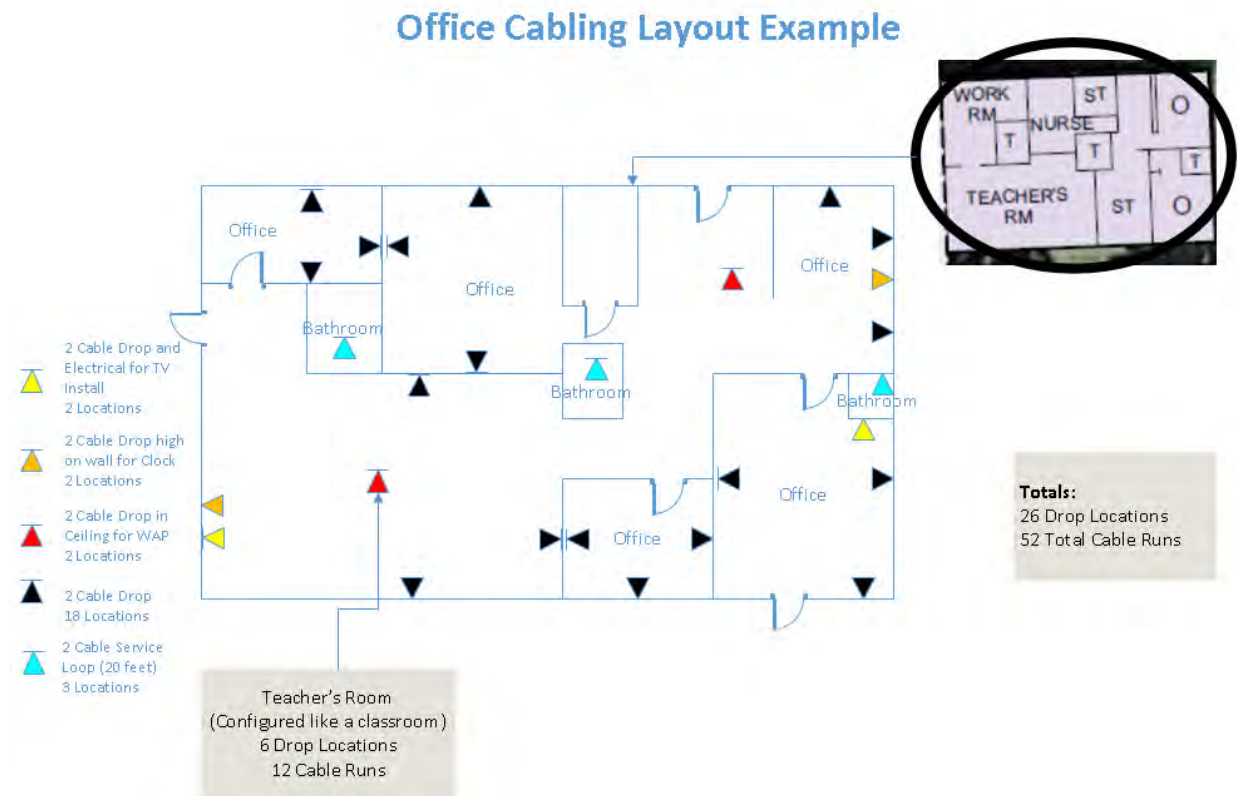 Office Cabling Layout Example
WORK
RM
ST
O
NURSE
T
T
T
TEACHER'S
RM
ST
O
Office
Office
Office
Bathroom
Bathroom
Bathroom
Office
Office
2 Cable Drop and
Electrical for TV
Install
2 Locations
2 Cable Drop high
on wall for Clock
2 Locations
2 Cable Drop in
Ceiling for WAP
2 Locations
2 Cable Drop
18 Locations
2 Cable Service
Loop (20 feet)
3 Locations
Totals:
26 Drop Locations
52 Total Cable Runs
Teacher's Room
(Configured like a classroom)
6 Drop Locations
12 Cable Runs